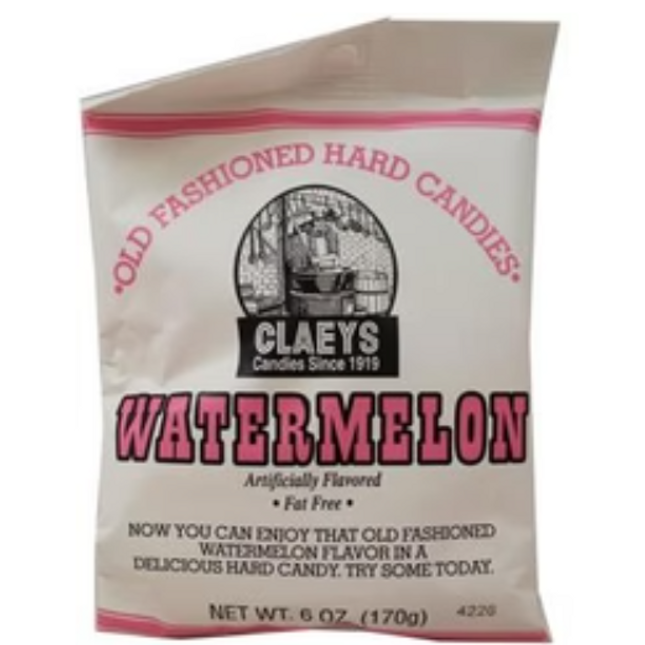 •OLD FASHIONED HARD CANDIES•
CLAEYS
Candies Since 1919
WATERMELON
Artificially Flavored
• Fat Free •
NOW YOU CAN ENJOY THAT OLD FASHIONED
WATERMELON FLAVOR IN A
DELICIOUS HARD CANDY. TRY SOME TODAY.
NET WT. 6 OZ. (170g) 4226